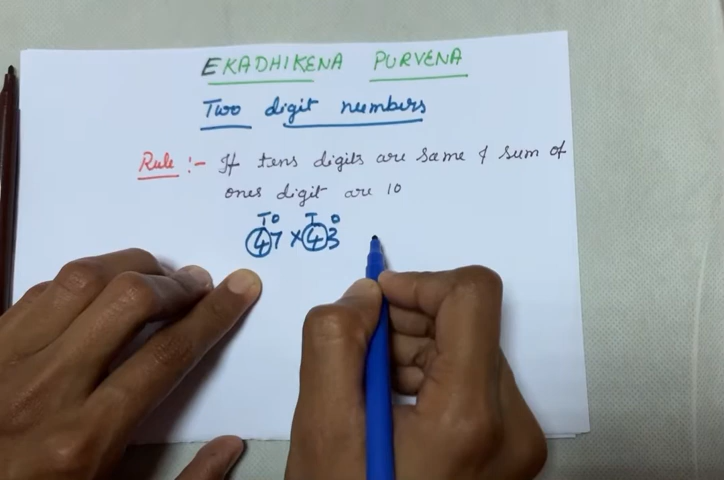 EKADHIKENA PURVENA
Two digit numbers
Rule :- If tens digits are same & sum of
ones digit are 10
T O T O
47 × 43